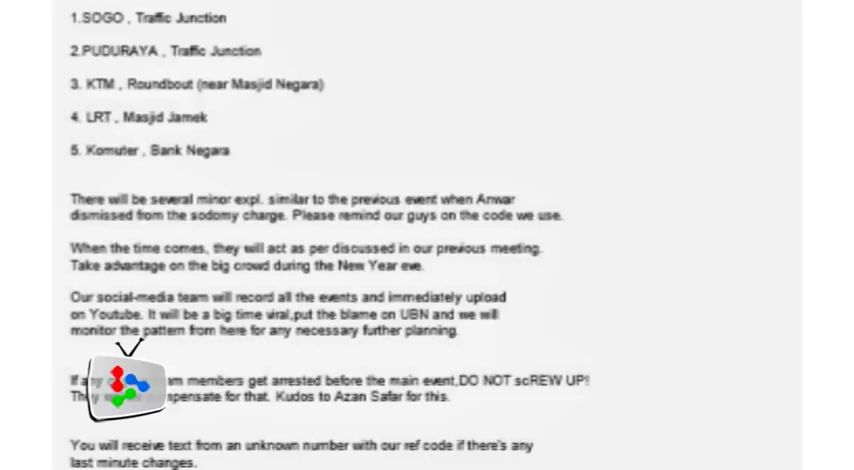 1.SOGO , Traffic Junction
2.PUDURAYA , Traffic Junction
3. KTM , Roundbout (near Masjid Negara)
4. LRT , Masjid Jamek
5. Komuter , Bank Negara
There will be several minor expl. similar to the previous event when Anwar
dismissed from the sodomy charge. Please remind our guys on the code we use.
When the time comes, they will act as per discussed in our previous meeting.
Take advantage on the big crowd during the New Year eve.
Our social-media team will record all the events and immediately upload
on Youtube. It will be a big time viral,put the blame on UBN and we will
monitor the pattern from here for any necessary further planning.
If any members get arrested before the main event,DO NOT scREW UP!
for that. Kudos to Azan Safar for this.
You will receive text from an unknown number with our ref code if there's any
last minute changes.